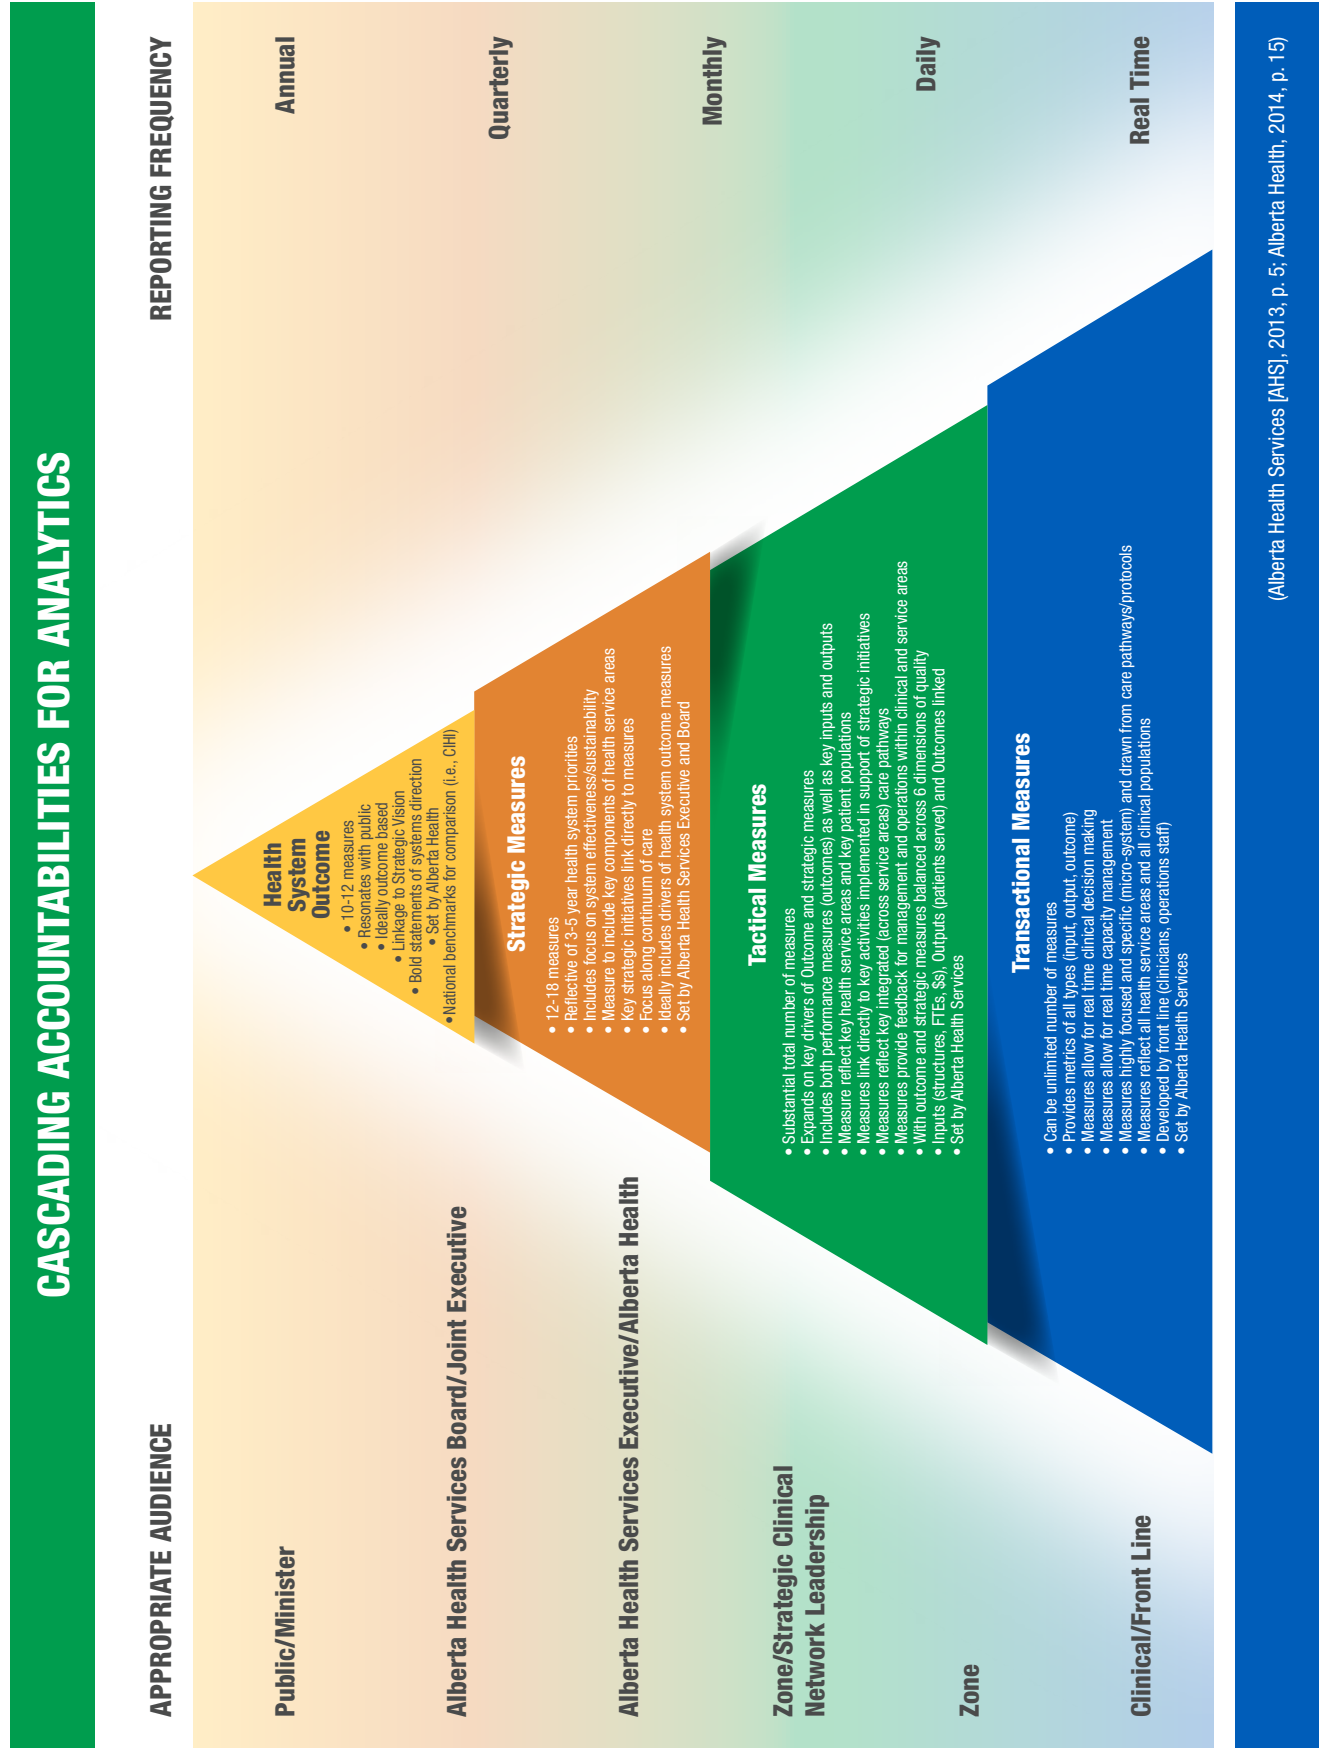 CASCADING ACCOUNTABILITIES FOR ANALYTICS
APPROPRIATE AUDIENCE
REPORTING FREQUENCY
Public/Minister
Alberta Health Services Board/Joint Executive
Alberta Health Services Executive/Alberta Health
Zone/Strategic Clinical
Network Leadership
Zone
Clinical/Front Line
Health
System
Outcome
• 10-12 measures
• Resonates with public
• Ideally outcome based
• Linkage to Strategic Vision
• Bold statements of systems direction
• Set by Alberta Health
•National benchmarks for comparison (i.e., CIHI)
Strategic Measures
• 12-18 measures
• Reflective of 3-5 year health system priorities
• Includes focus on system effectiveness/sustainability
• Measure to include key components of health service areas
• Key strategic initiatives link directly to measures
• Focus along continuum of care
• Ideally includes drivers of health system outcome measures
• Set by Alberta Health Services Executive and Board
Tactical Measures
• Substantial total number of measures
• Expands on key drivers of Outcome and strategic measures
• Includes both performance measures (outcomes) as well as key inputs and outputs
• Measure reflect key health service areas and key patient populations
• Measures link directly to key activities implemented in support of strategic initiatives
• Measures reflect key integrated (across service areas) care pathways
• Measures provide feedback for management and operations within clinical and service areas
• With outcome and strategic measures balanced across 6 dimensions of quality
• Inputs (structures, FTEs, $s), Outputs (patients served) and Outcomes linked
• Set by Alberta Health Services
Transactional Measures
• Can be unlimited number of measures
• Provides metrics of all types (input, output, outcome)
• Measures allow for real time clinical decision making
• Measures allow for real time capacity management
• Measures highly focused and specific (micro-system) and drawn from care pathways/protocols
• Measures reflect all health service areas and all clinical populations
• Developed by front line (clinicians, operations staff)
• Set by Alberta Health Services
Annual
Quarterly
Monthly
Daily
Real Time
(Alberta Health Services [AHS], 2013, p. 5; Alberta Health, 2014, p. 15)